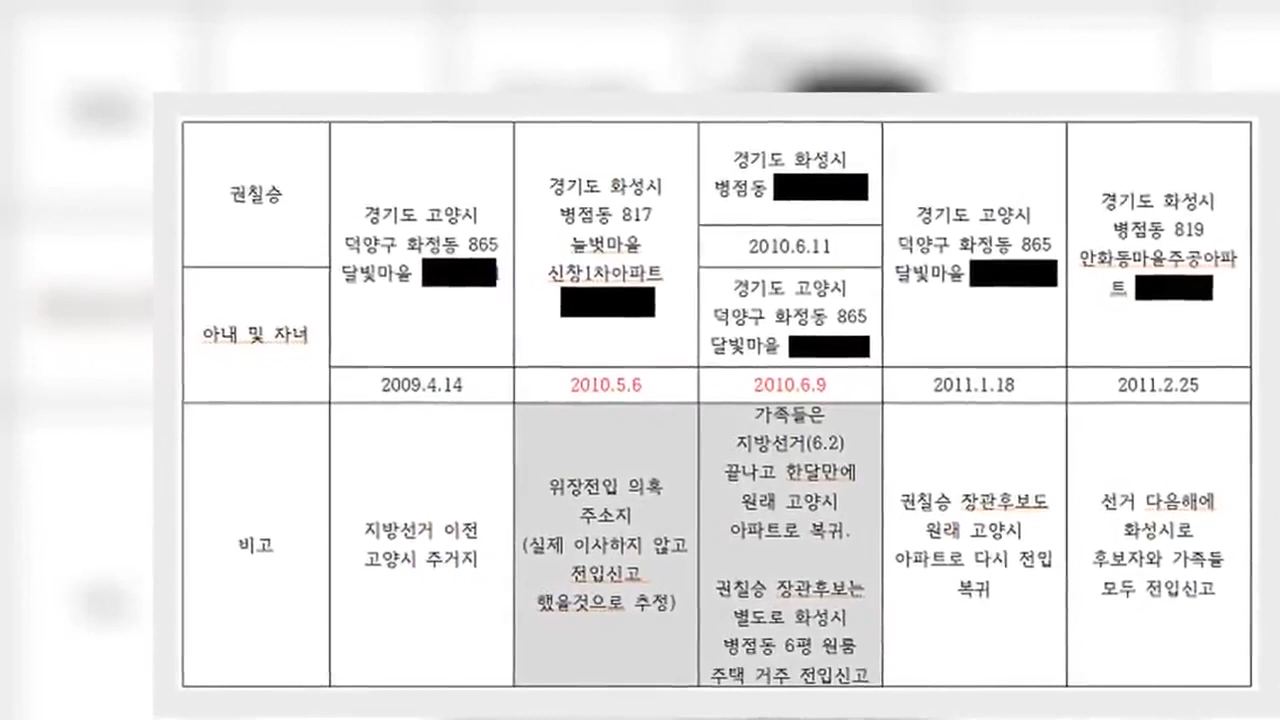 권칠승
경기도 고양시
덕양구 화정동 865
달빛마을
경기도 화성시
병점동 817
늘벗마을
신창1차아파트
경기도 화성시
병점동
2010.6.11
경기도 고양시
덕양구 화정동 865
달빛마을
경기도 고양시
덕양구 화정동 865
달빛마을
경기도 화성시
병점동 819
안화동마을주공아파
트
아내 및 자녀
2009.4.14
2010.5.6
2010.6.9
2011.1.18
2011.2.25
비고
지방선거 이전
고양시 주거지
위장전입 의혹
주소지
(실제 이사하지 않고
전입신고
했을것으로 추정)
가족들은
지방선거(6.2)
끝나고 한달만에
원래 고양시
아파트로 복귀.
권칠승 장관후보는
별도로 화성시
병점동 6평 원룸
주택 거주 전입신고
권칠승 장관후보도
원래 고양시
아파트로 다시 전입
복귀
선거 다음해에
화성시로
후보자와 가족들
모두 전입신고